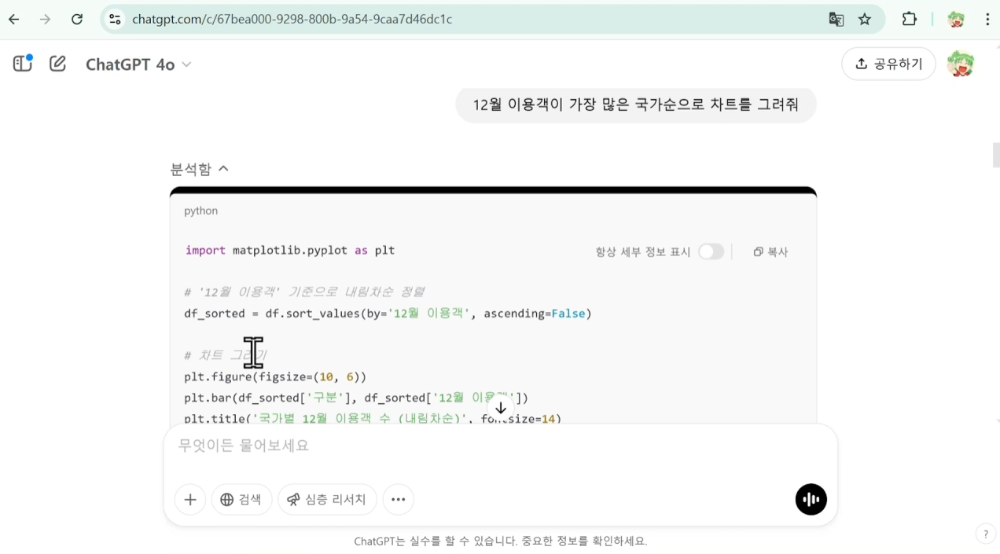 chatgpt.com/c/67bea000-9298-800b-9a54-9caa7d46dc1c
ChatGPT 4o
공유하기
12월 이용객이 가장 많은 국가순으로 차트를 그려줘
분석함
python
import matplotlib.pyplot as plt
항상 세부 정보 표시
복사
# '12월 이용객' 기준으로 내림차순 정렬
df_sorted = df.sort_values(by='12월 이용객', ascending=False)
# 차트 그리기
plt.figure(figsize=(10, 6))
plt.bar(df_sorted['구분'], df_sorted['12월 이용객'])
plt.title('국가별 12월 이용객 수 (내림차순)', fontsize=14)
무엇이든 물어보세요
검색
심층 리서치
ChatGPT는 실수를 할 수 있습니다. 중요한 정보를 확인하세요.
?